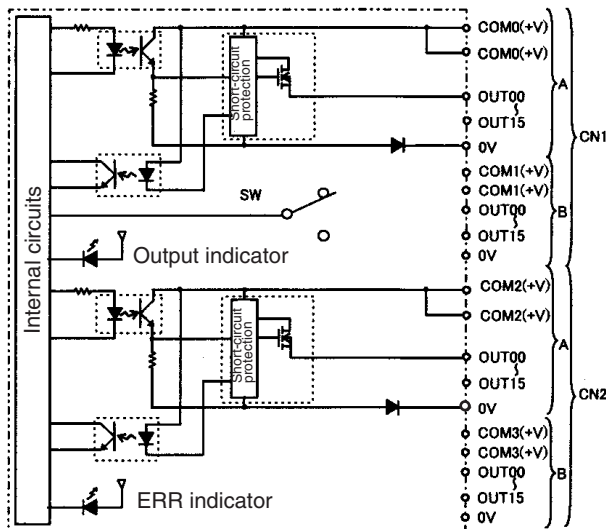 Internal circuits
Short-circuit
protection
COM0(+V)
COM0(+V)
OUT00
OUT15
0V
A
COM1(+V)
COM1(+V)
OUT00
OUT15
0V
B
CN1
SW
Output indicator
Short-circuit
protection
COM2(+V)
COM2(+V)
OUT00
OUT15
0V
A
COM3(+V)
COM3(+V)
OUT00
OUT15
0V
B
CN2
ERR indicator